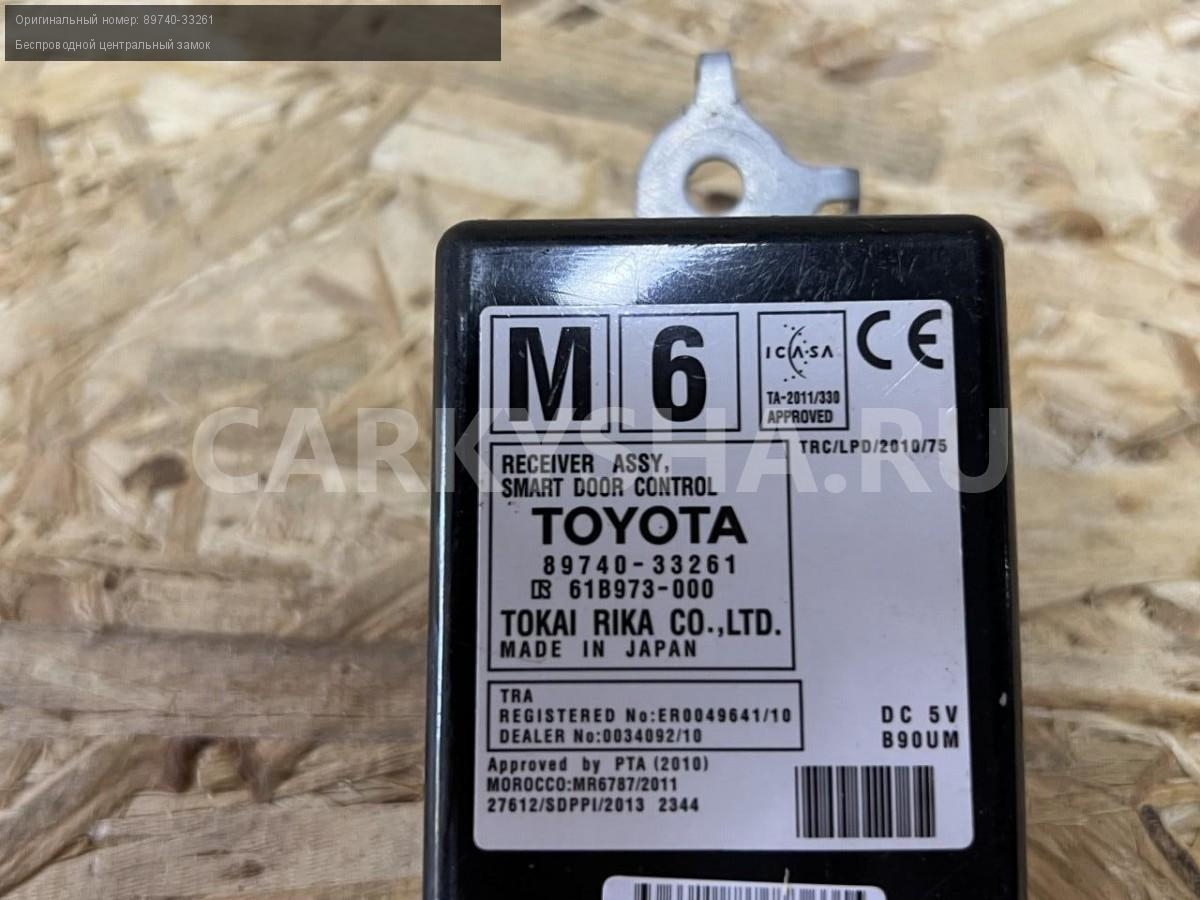 Оригинальный номер: 89740-33261
Беспроводной центральный замок
M 6
ICASA
TA-2011/330
APPROVED
CE
TRC/LPD/2010/75
CARKYSHA.RU
RECEIVER ASSY,
SMART DOOR CONTROL
TOYOTA
89740-33261
61B973-000
TOKAI RIKA CO.,LTD.
MADE IN JAPAN
TRA
REGISTERED No:ER0049641/10
DEALER No:0034092/10
DC 5V
B90UM
Approved by PTA (2010)
MOROCCO:MR6787/2011
27612/SDPPI/2013 2344